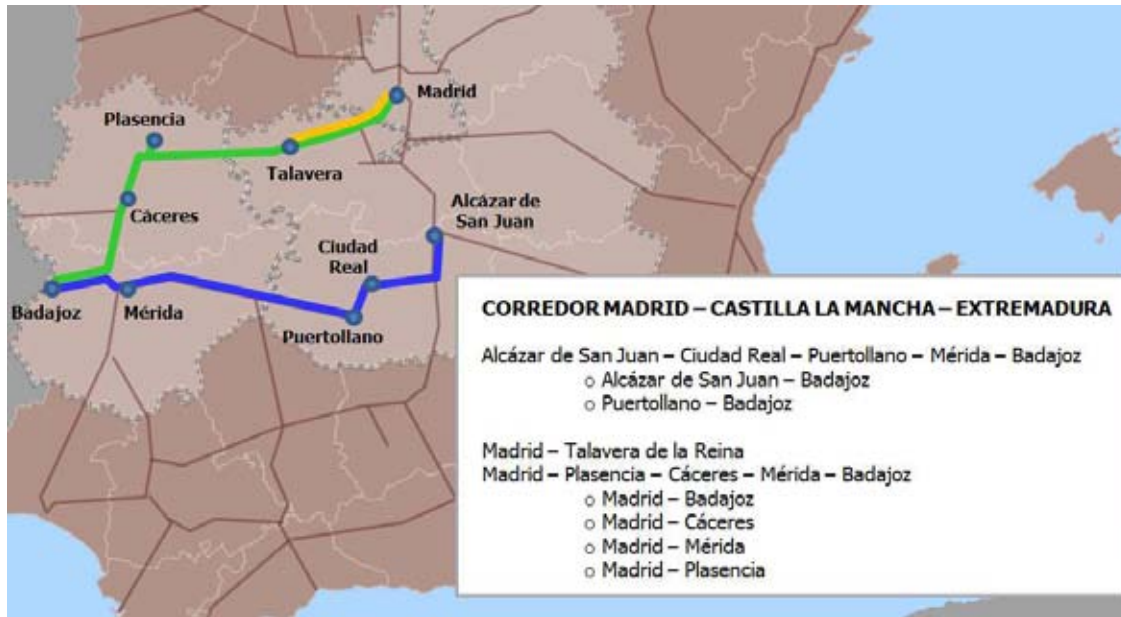 Madrid
Plasencia
Talavera
Alcázar de
San Juan
Cáceres
Ciudad
Real
Badajoz
Mérida
Puertollano
CORREDOR MADRID – CASTILLA LA MANCHA – EXTREMADURA
Alcázar de San Juan – Ciudad Real – Puertollano – Mérida – Badajoz
o Alcázar de San Juan – Badajoz
o Puertollano – Badajoz
Madrid – Talavera de la Reina
Madrid – Plasencia – Cáceres – Mérida – Badajoz
o Madrid – Badajoz
o Madrid – Cáceres
o Madrid – Mérida
o Madrid – Plasencia